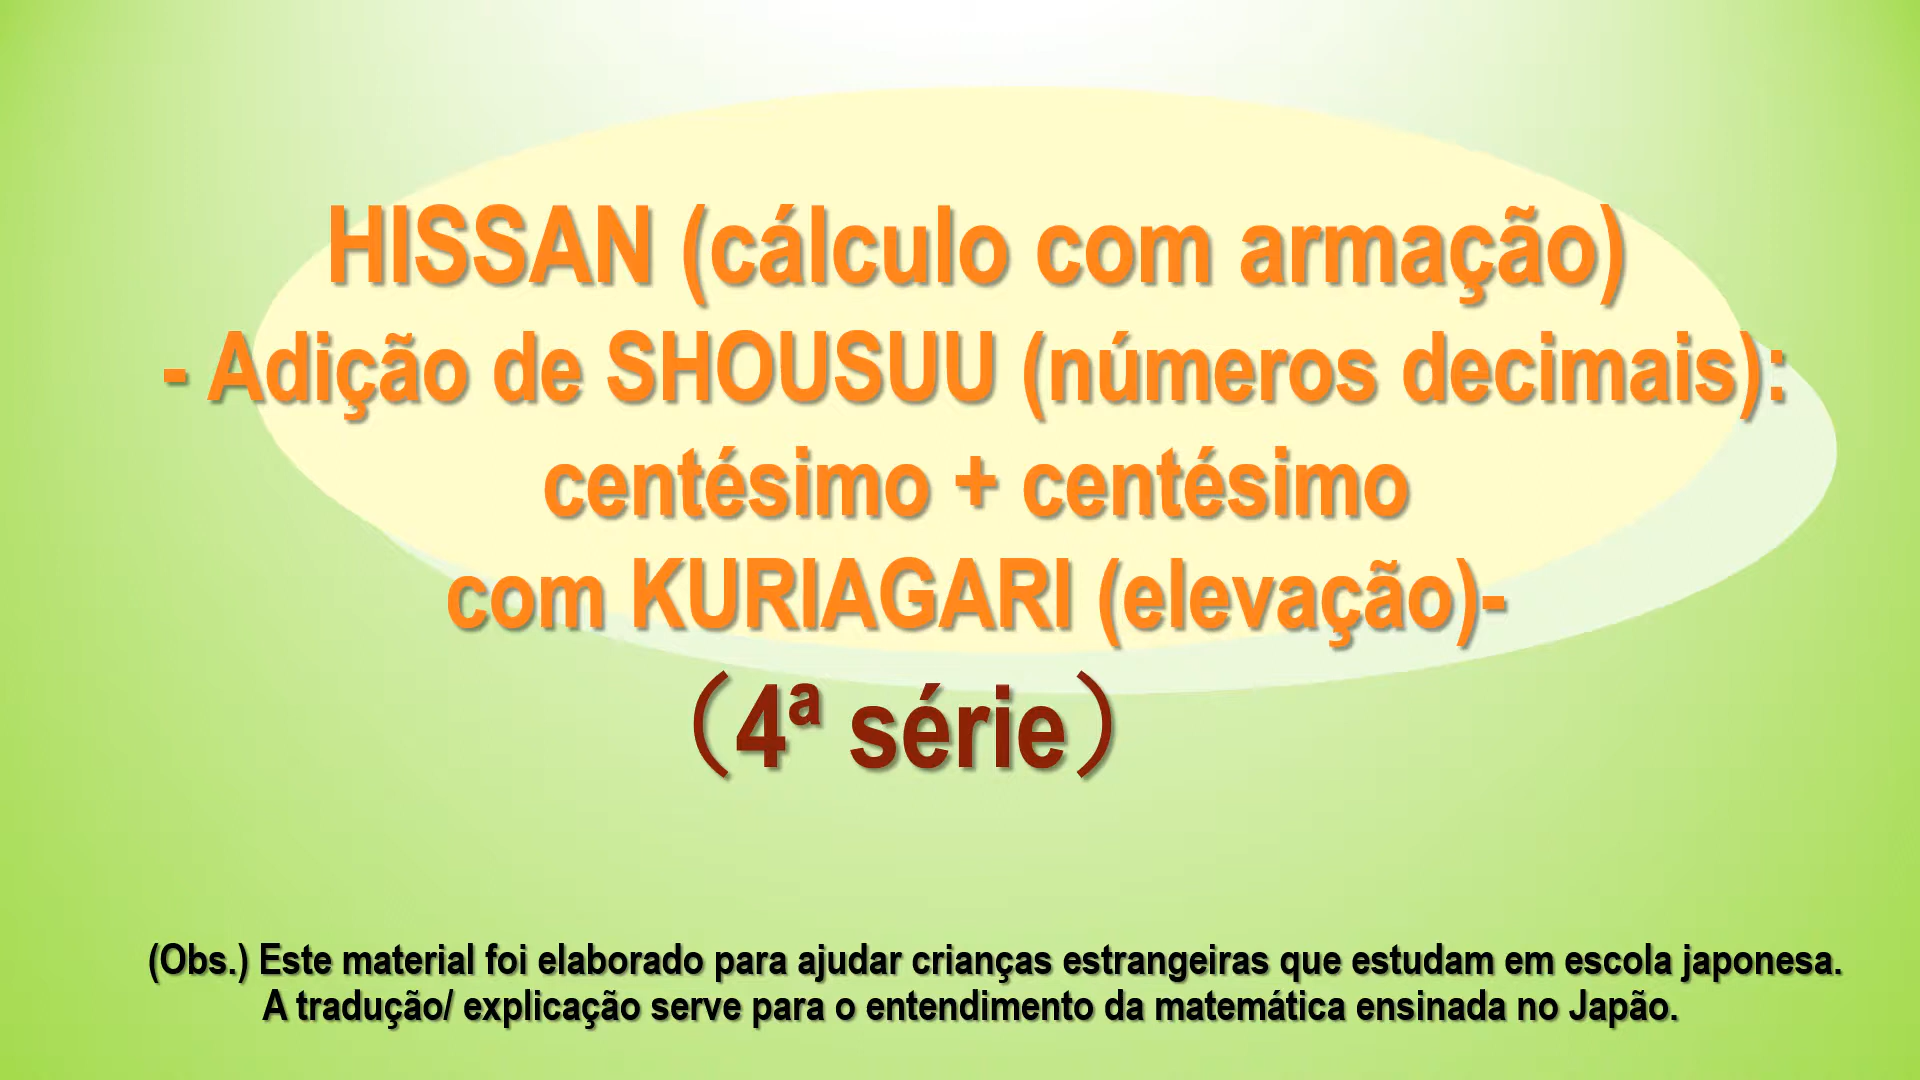 HISSAN (cálculo com armação)
- Adição de SHOUSUU (números decimais):
centésimo + centésimo
com KURIAGARI (elevação)-
（4ª série）
(Obs.) Este material foi elaborado para ajudar crianças estrangeiras que estudam em escola japonesa.
A tradução/ explicação serve para o entendimento da matemática ensinada no Japão.